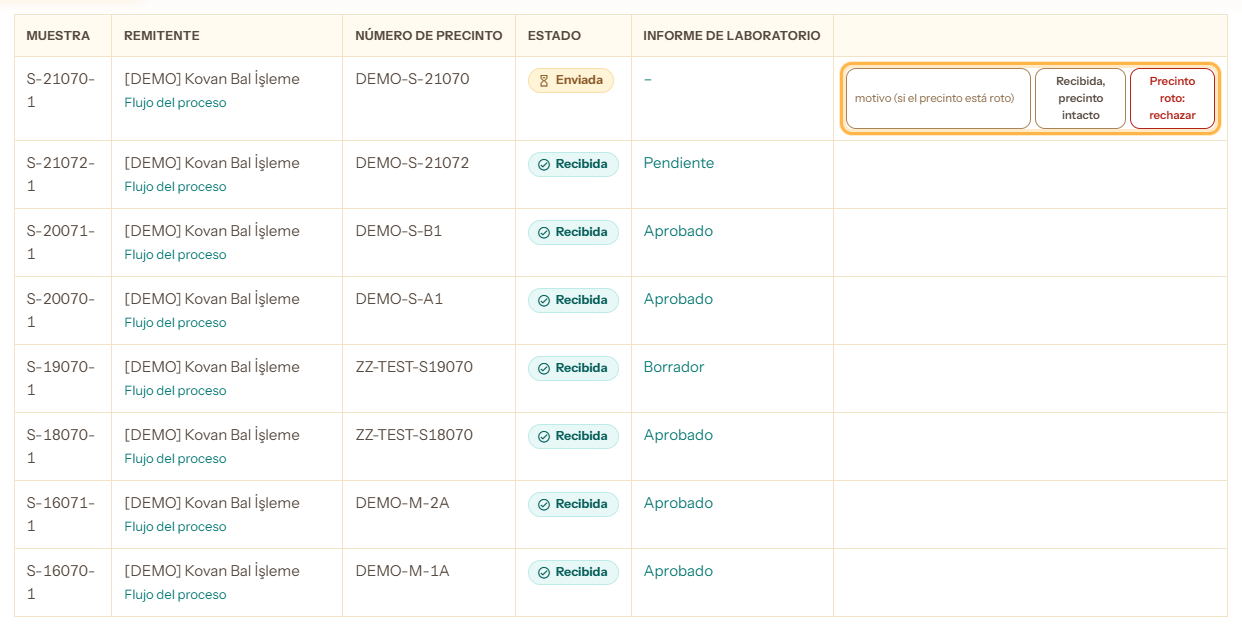 MUESTRA REMITENTE NÚMERO DE PRECINTO ESTADO INFORME DE LABORATORIO
S-21070-1 [DEMO] Kovan Bal İşleme DEMO-S-21070 Enviada – motivo (si el precinto está roto) Recibida, precinto intacto Precinto roto: rechazar
Flujo del proceso
S-21072-1 [DEMO] Kovan Bal İşleme DEMO-S-21072 Recibida Pendiente
Flujo del proceso
S-20071-1 [DEMO] Kovan Bal İşleme DEMO-S-B1 Recibida Aprobado
Flujo del proceso
S-20070-1 [DEMO] Kovan Bal İşleme DEMO-S-A1 Recibida Aprobado
Flujo del proceso
S-19070-1 [DEMO] Kovan Bal İşleme ZZ-TEST-S19070 Recibida Borrador
Flujo del proceso
S-18070-1 [DEMO] Kovan Bal İşleme ZZ-TEST-S18070 Recibida Aprobado
Flujo del proceso
S-16071-1 [DEMO] Kovan Bal İşleme DEMO-M-2A Recibida Aprobado
Flujo del proceso
S-16070-1 [DEMO] Kovan Bal İşleme DEMO-M-1A Recibida Aprobado
Flujo del proceso